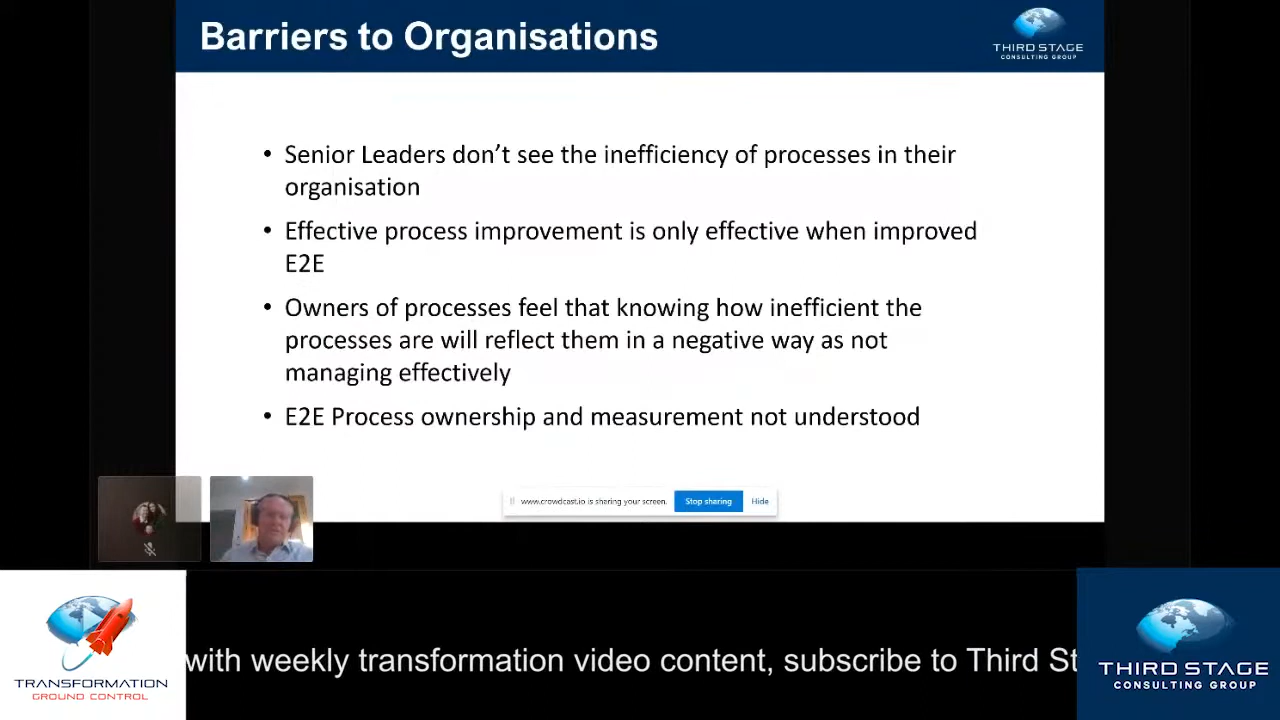 Barriers to Organisations
THIRD STAGE
CONSULTING GROUP
• Senior Leaders don't see the inefficiency of processes in their
organisation
• Effective process improvement is only effective when improved
E2E
• Owners of processes feel that knowing how inefficient the
processes are will reflect them in a negative way as not
managing effectively
• E2E Process ownership and measurement not understood
www.crowdcast.io is sharing your screen.
Stop sharing
Hide
with weekly transformation video content, subscribe to Third St
TRANSFORMATION
GROUND CONTROL
THIRD STAGE
CONSULTING GROUP